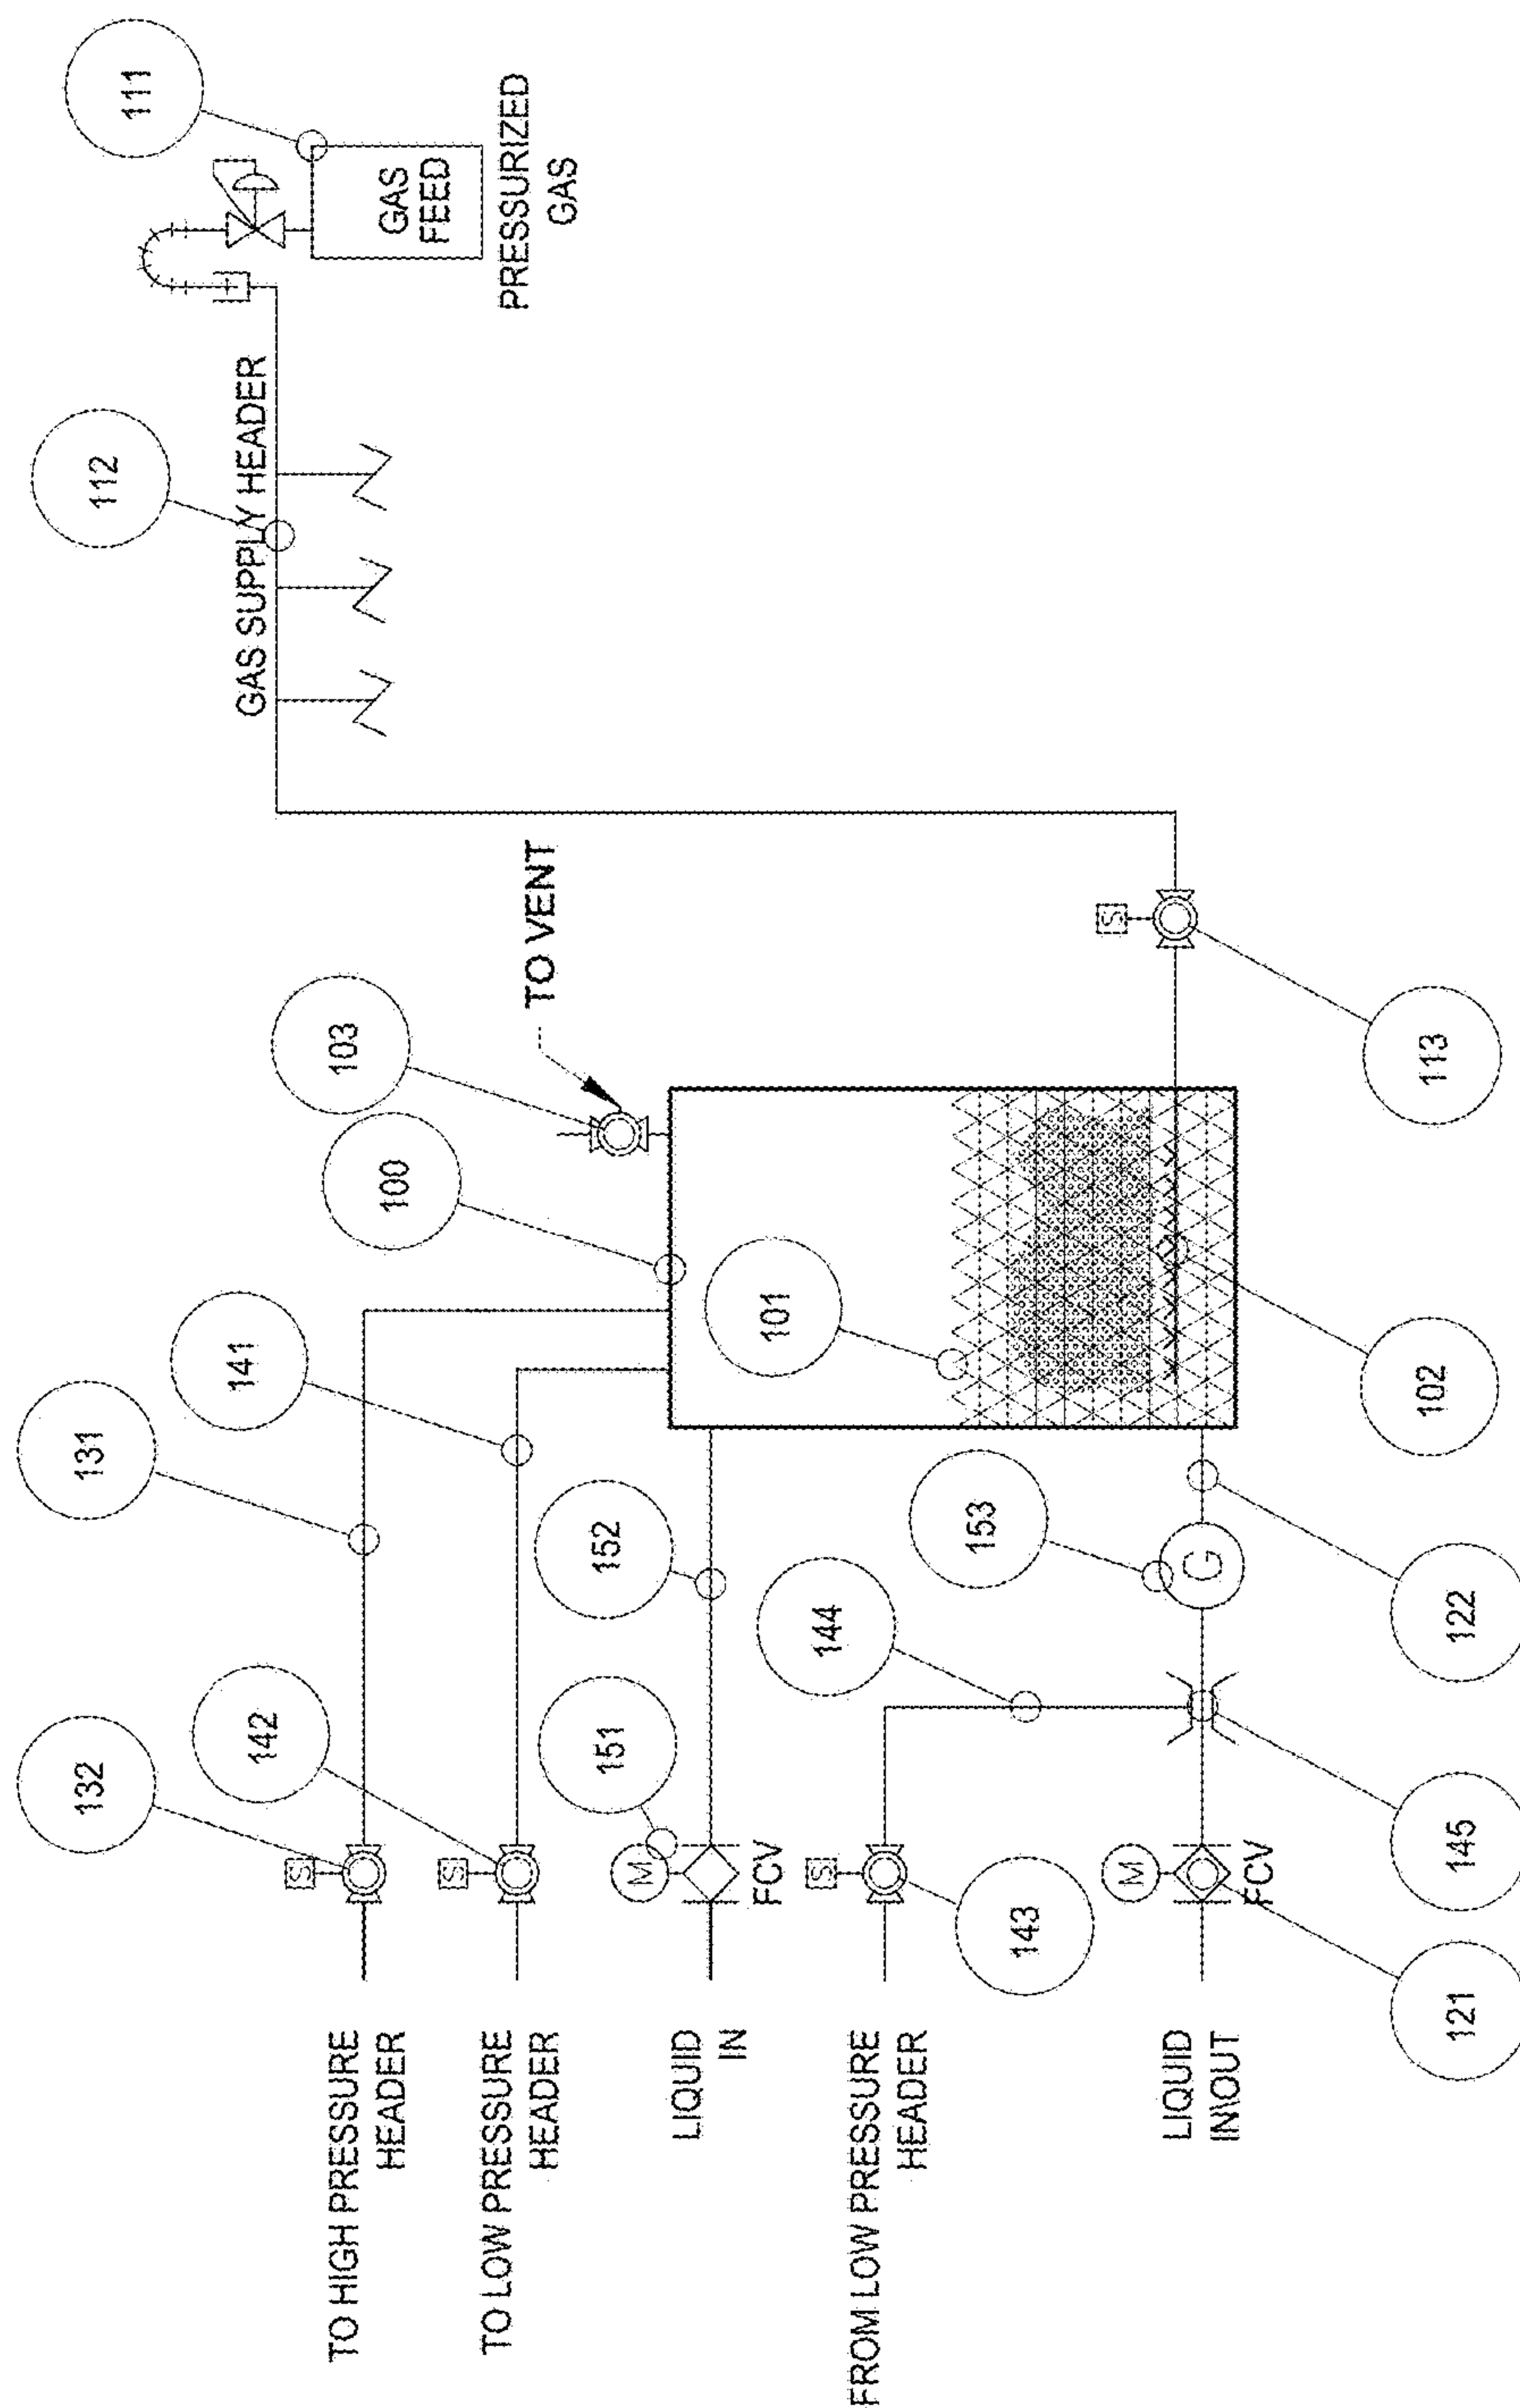 TO HIGH PRESSURE
HEADER
TO LOW PRESSURE
HEADER
LIQUID
IN
FROM LOW PRESSURE
HEADER
LIQUID
IN\OUT
132
S
142
S
151
M
FCV
143
S
121
M
FCV
131
141
152
144
145
153
G
122
100
101
102
103
TO VENT
113
S
GAS SUPPLY HEADER
112
111
GAS
FEED
PRESSURIZED
GAS